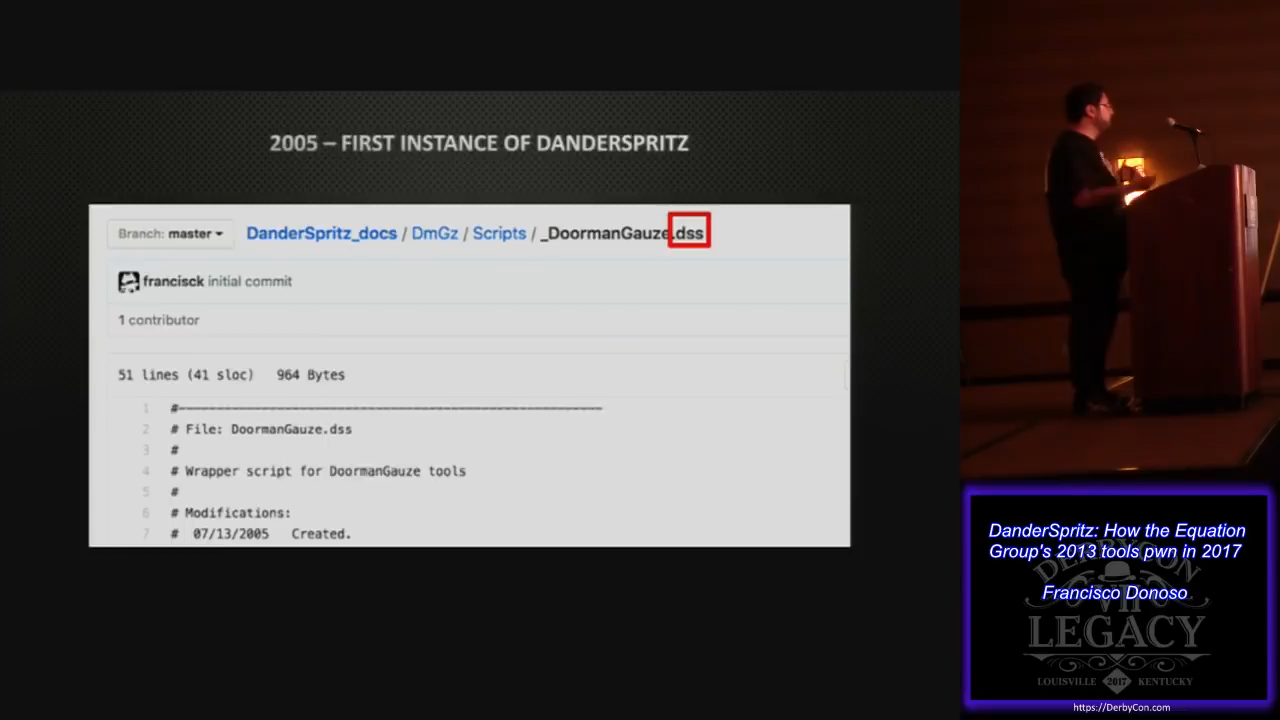 2005 – FIRST INSTANCE OF DANDERSPRITZ
Branch: master
DanderSpritz_docs / DmGz / Scripts / _DoormanGauze.dss
francisck initial commit
1 contributor
51 lines (41 sloc) 964 Bytes
1 #
2 # File: DoormanGauze.dss
3 #
4 # Wrapper script for DoormanGauze tools
5 #
6 # Modifications:
7 # 07/13/2005 Created.
DanderSpritz: How the Equation
Group's 2013 tools pwn in 2017
Francisco Donoso
DERBYCON
VII
LEGACY
LOUISVILLE 2017 KENTUCKY
https://DerbyCon.com